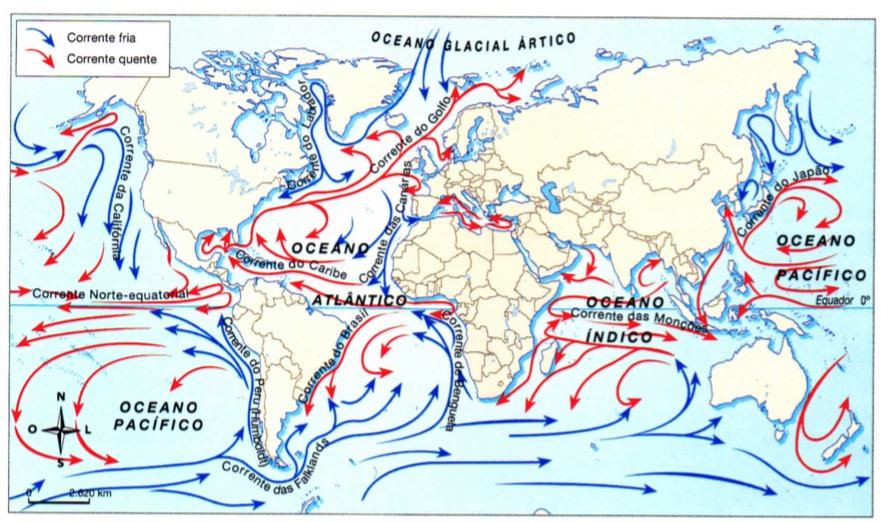 Corrente fria
Corrente quente
OCEANO GLACIAL ÁRTICO
Corrente do Labrador
Corrente do Golfo
Corrente da Califórnia
Corrente das Canárias
Corrente do Japão
OCEANO
PACÍFICO
OCEANO
ATLÂNTICO
Corrente do Caribe
Corrente Norte-equatorial
Equador 0º
OCEANO
Corrente das Monções
ÍNDICO
Corrente do Brasil
Corrente de Benguela
Corrente do Peru (Humboldt)
OCEANO
PACÍFICO
N
O
L
S
Corrente das Falklands
0
2.620 km